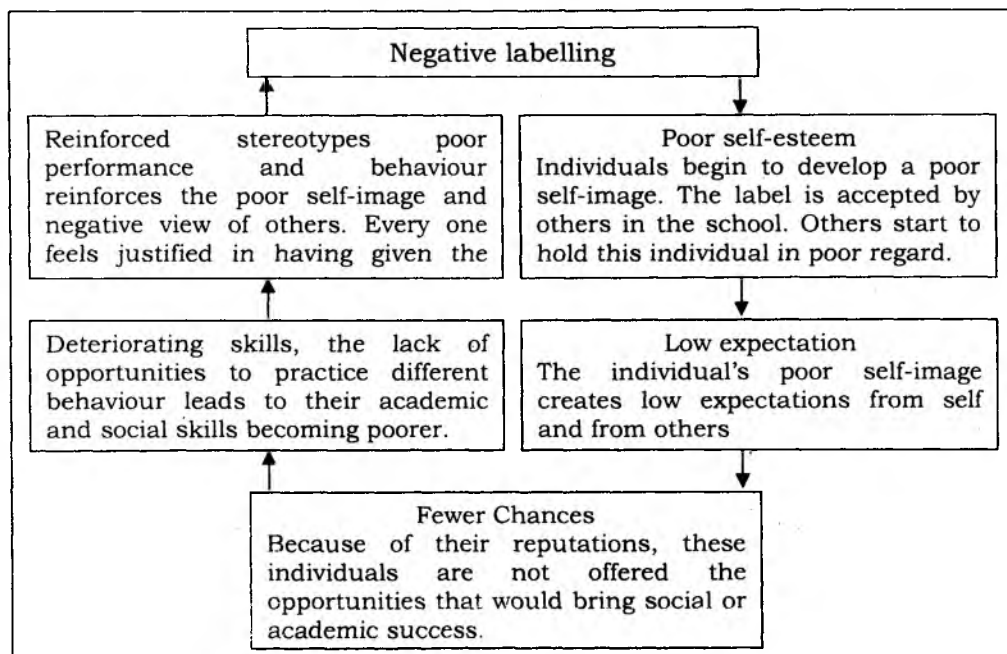 Negative labelling
Reinforced stereotypes poor
performance and behaviour
reinforces the poor self-image and
negative view of others. Every one
feels justified in having given the
Poor self-esteem
Individuals begin to develop a poor
self-image. The label is accepted by
others in the school. Others start to
hold this individual in poor regard.
Deteriorating skills, the lack of
opportunities to practice different
behaviour leads to their academic
and social skills becoming poorer.
Low expectation
The individual's poor self-image
creates low expectations from self
and from others
Fewer Chances
Because of their reputations, these
individuals are not offered the
opportunities that would bring social or
academic success.